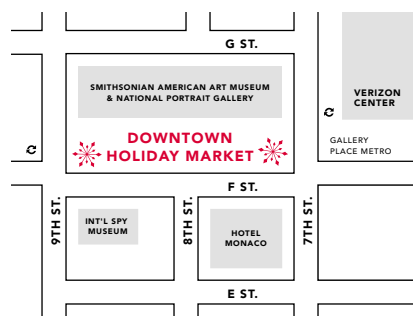 G ST.
SMITHSONIAN AMERICAN ART MUSEUM
& NATIONAL PORTRAIT GALLERY
VERIZON
CENTER
DOWNTOWN
HOLIDAY MARKET
GALLERY
PLACE METRO
F ST.
9TH ST.
INT'L SPY
MUSEUM
8TH ST.
HOTEL
MONACO
7TH ST.
E ST.